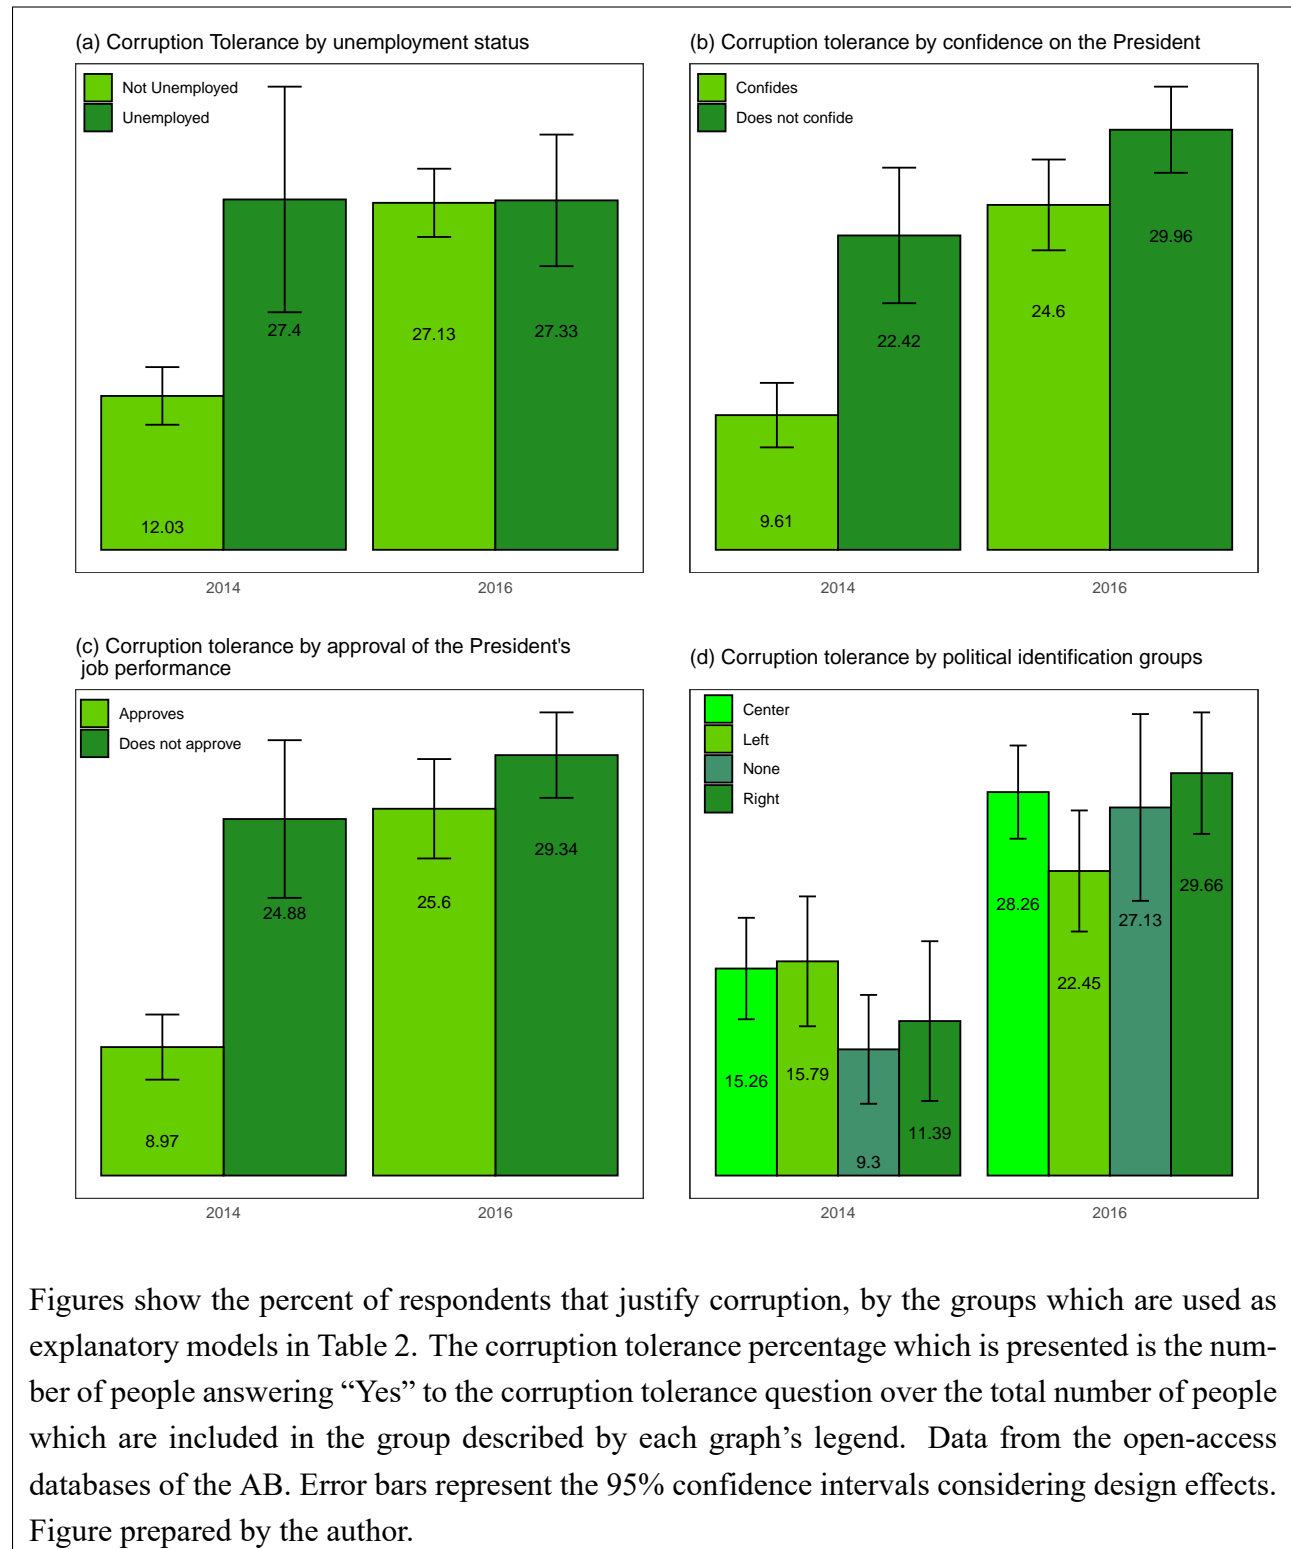 (a) Corruption Tolerance by unemployment status
Not Unemployed
Unemployed
12.03
27.4
27.13
27.33
2014
2016
(b) Corruption tolerance by confidence on the President
Confides
Does not confide
9.61
22.42
24.6
29.96
2014
2016
(c) Corruption tolerance by approval of the President's
job performance
Approves
Does not approve
8.97
24.88
25.6
29.34
2014
2016
(d) Corruption tolerance by political identification groups
Center
Left
None
Right
15.26
15.79
9.3
11.39
28.26
22.45
27.13
29.66
2014
2016
Figures show the percent of respondents that justify corruption, by the groups which are used as
explanatory models in Table 2. The corruption tolerance percentage which is presented is the num-
ber of people answering “Yes” to the corruption tolerance question over the total number of people
which are included in the group described by each graph’s legend. Data from the open-access
databases of the AB. Error bars represent the 95% confidence intervals considering design effects.
Figure prepared by the author.